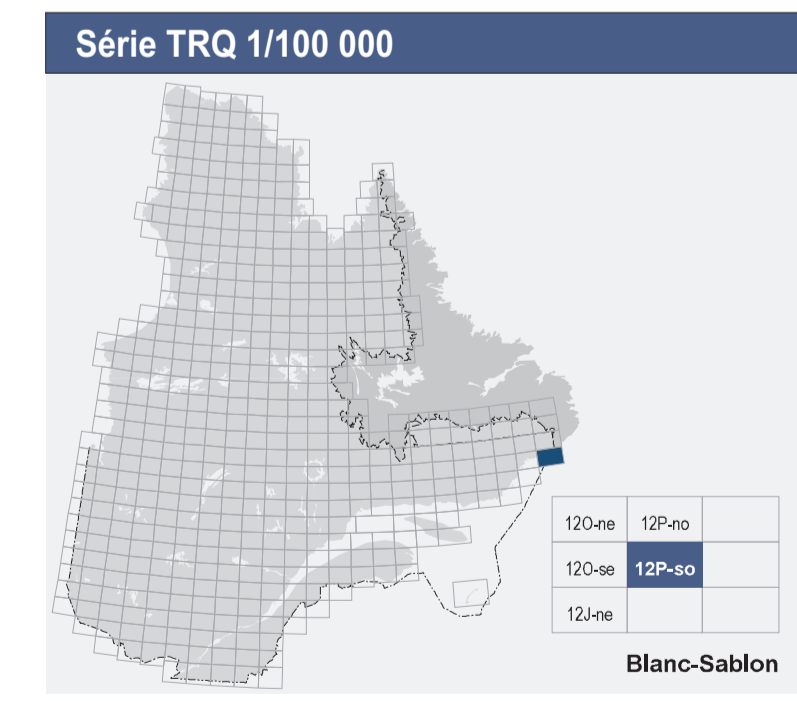 Série TRQ 1/100 000
12O-ne 12P-no
12O-se 12P-so
12J-ne
Blanc-Sablon